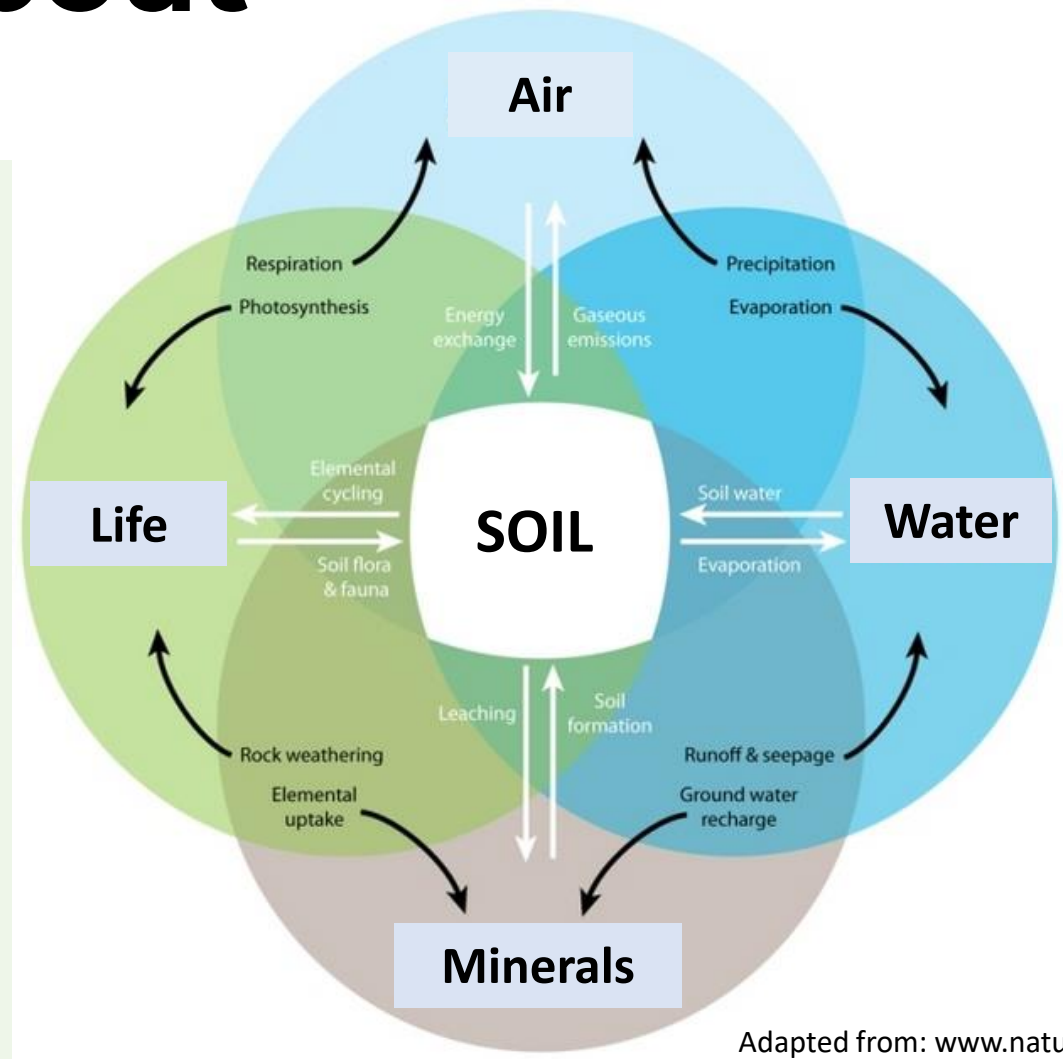 Air
Respiration
Photosynthesis
Precipitation
Evaporation
Energy
exchange
Gaseous
emissions
Elemental
cycling
Soil flora
& fauna
Life
SOIL
Soil water
Evaporation
Water
Leaching
Soil
formation
Rock weathering
Elemental
uptake
Runoff & seepage
Ground water
recharge
Minerals
Adapted from: www.natu